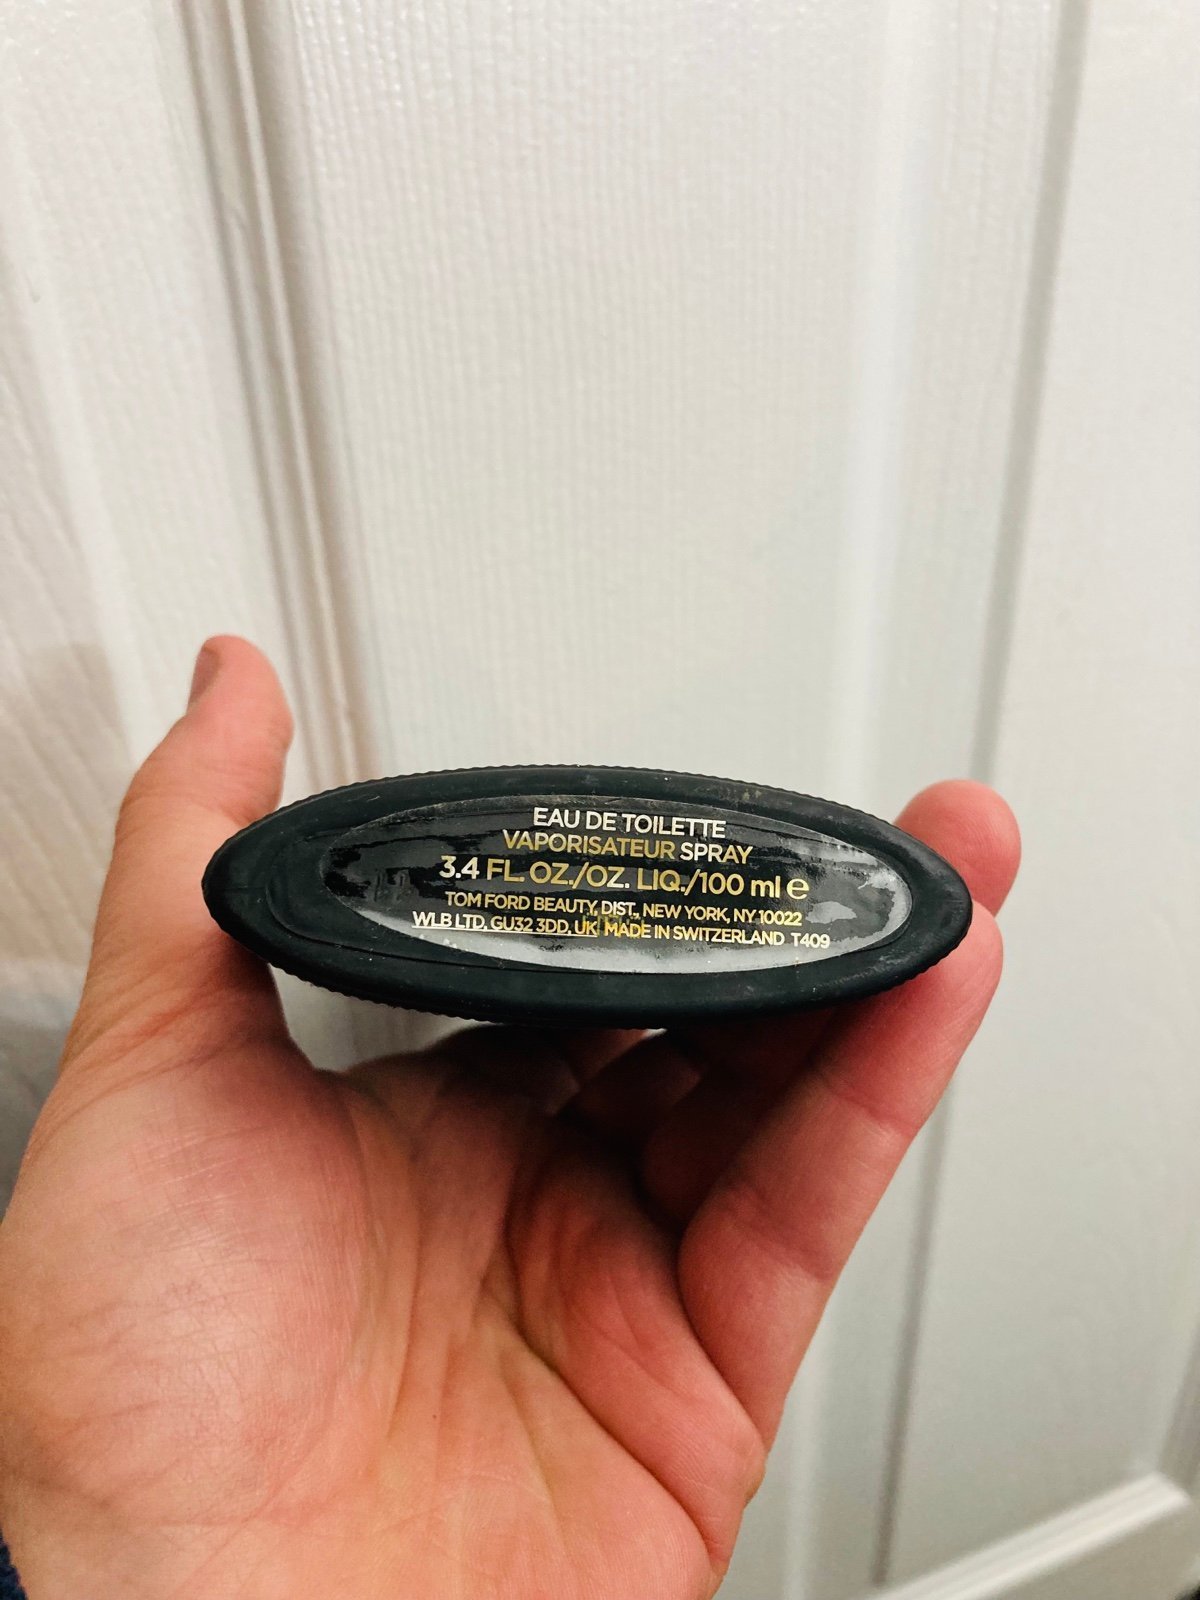 EAU DE TOILETTE
VAPORISATEUR SPRAY
3.4 FL. OZ./OZ. LIQ./100 ml ℮
TOM FORD BEAUTY, DIST., NEW YORK, NY 10022
WLB LTD, GU32 3DD, UK MADE IN SWITZERLAND T409